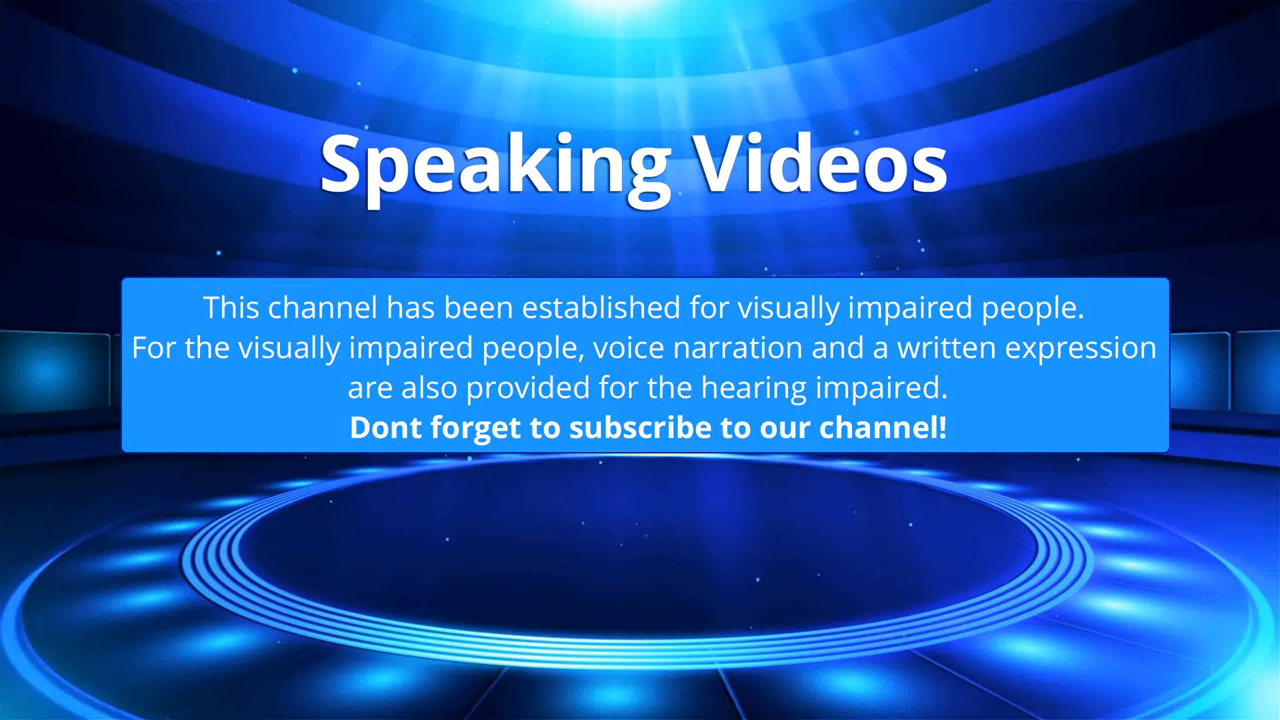 Speaking Videos
This channel has been established for visually impaired people.
For the visually impaired people, voice narration and a written expression
are also provided for the hearing impaired.
Dont forget to subscribe to our channel!